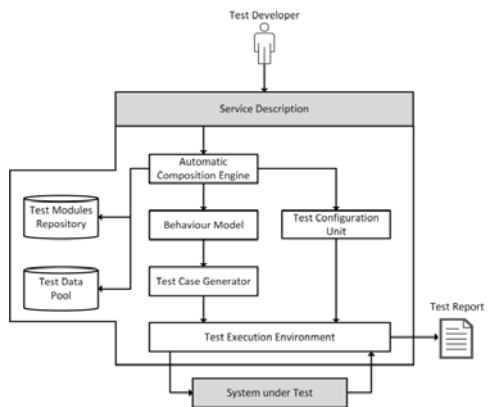 Test Developer
Service Description
Automatic
Composition Engine
Test Modules
Repository
Behaviour Model
Test Configuration
Unit
Test Data
Pool
Test Case Generator
Test Report
Test Execution Environment
System under Test